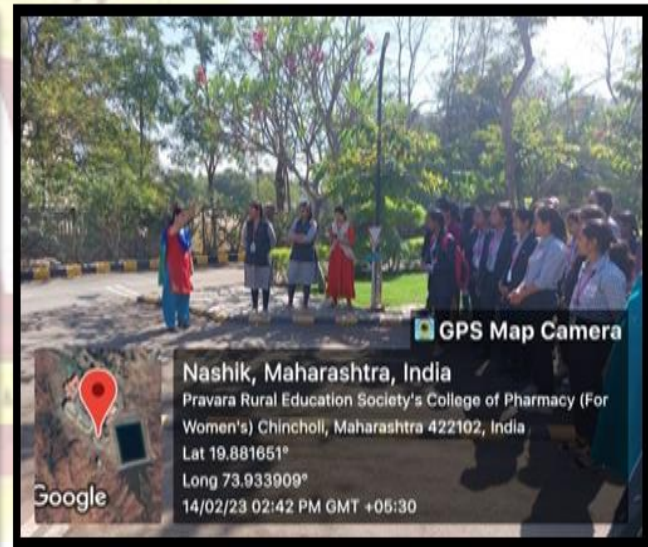 GPS Map Camera
Nashik, Maharashtra, India
Pravara Rural Education Society's College of Pharmacy (For
Women's) Chincholi, Maharashtra 422102, India
Lat 19.881651°
Long 73.933909°
14/02/23 02:42 PM GMT +05:30
Google